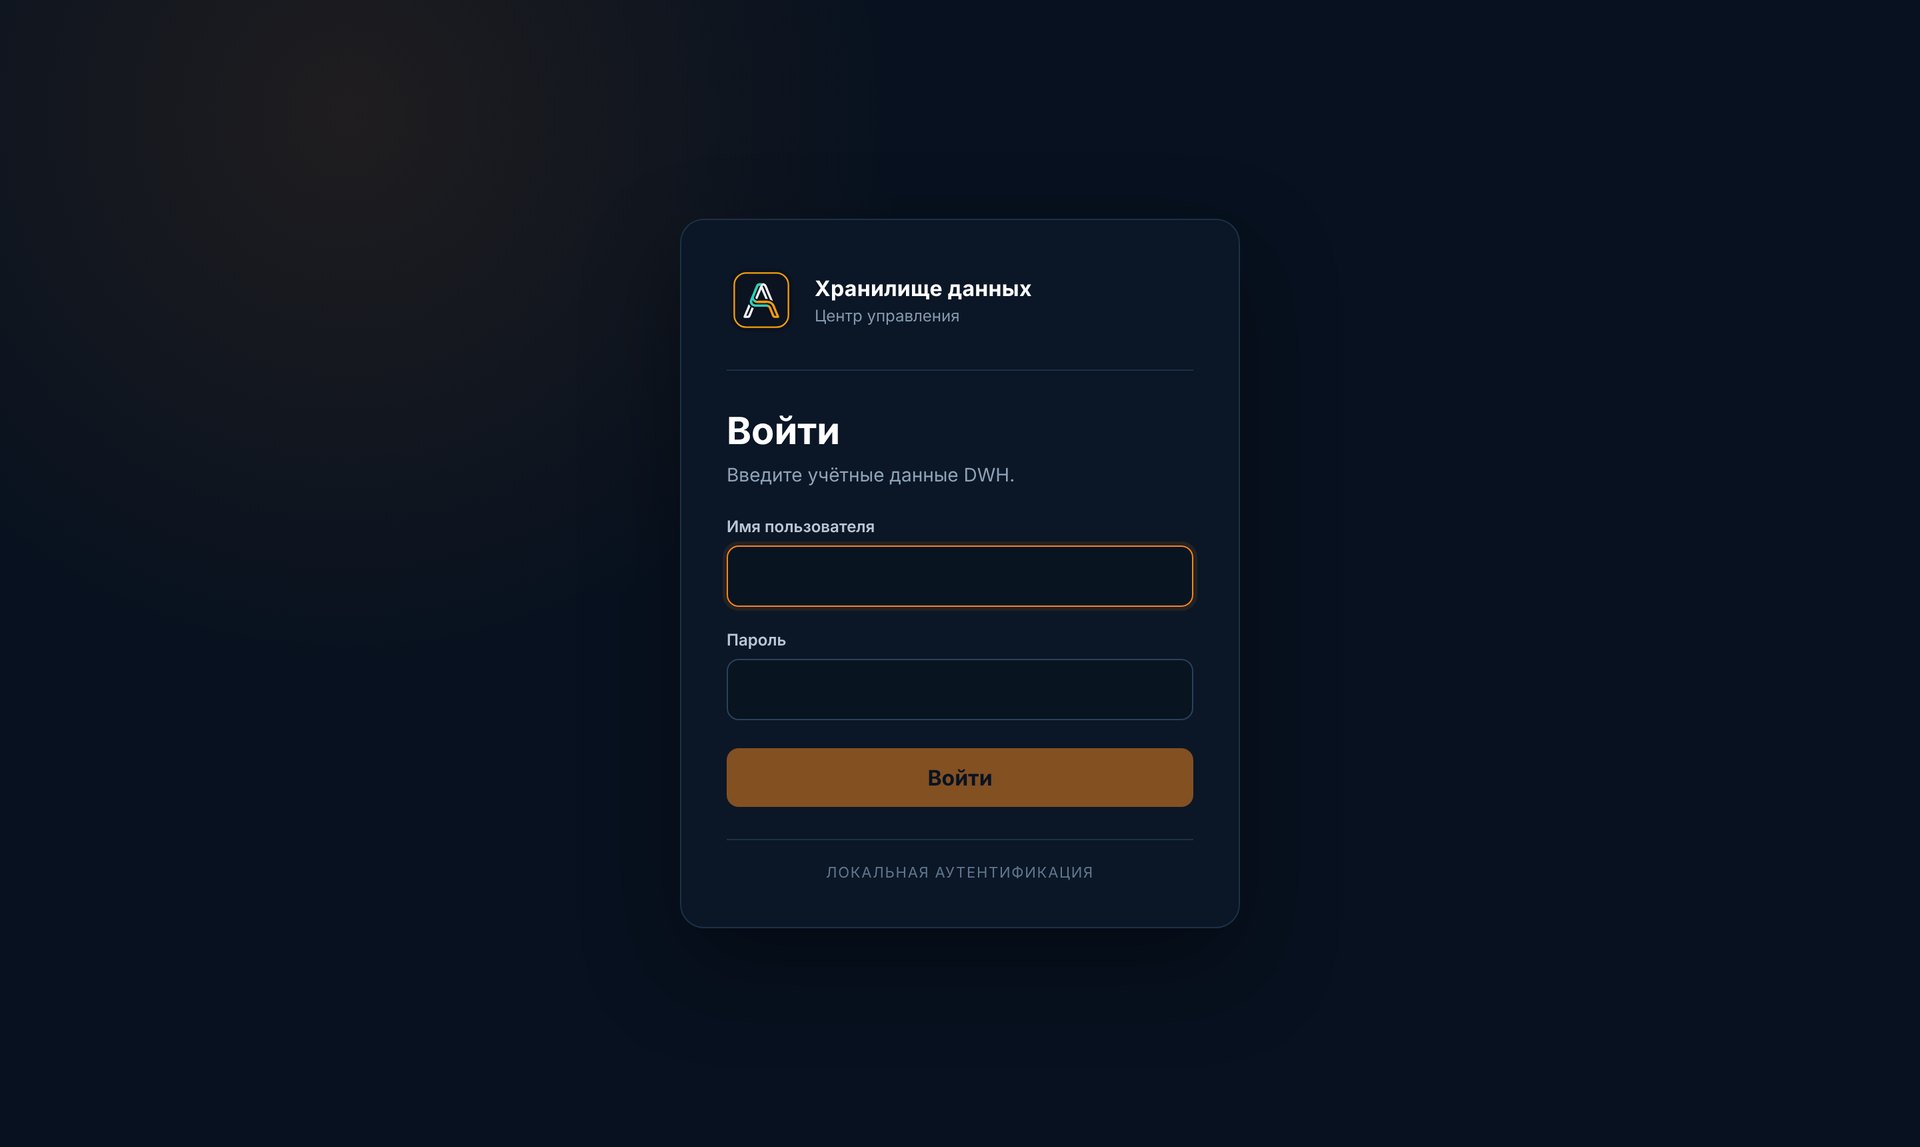 Хранилище данных
Центр управления
Войти
Введите учётные данные DWH.
Имя пользователя
Пароль
Войти
ЛОКАЛЬНАЯ АУТЕНТИФИКАЦИЯ